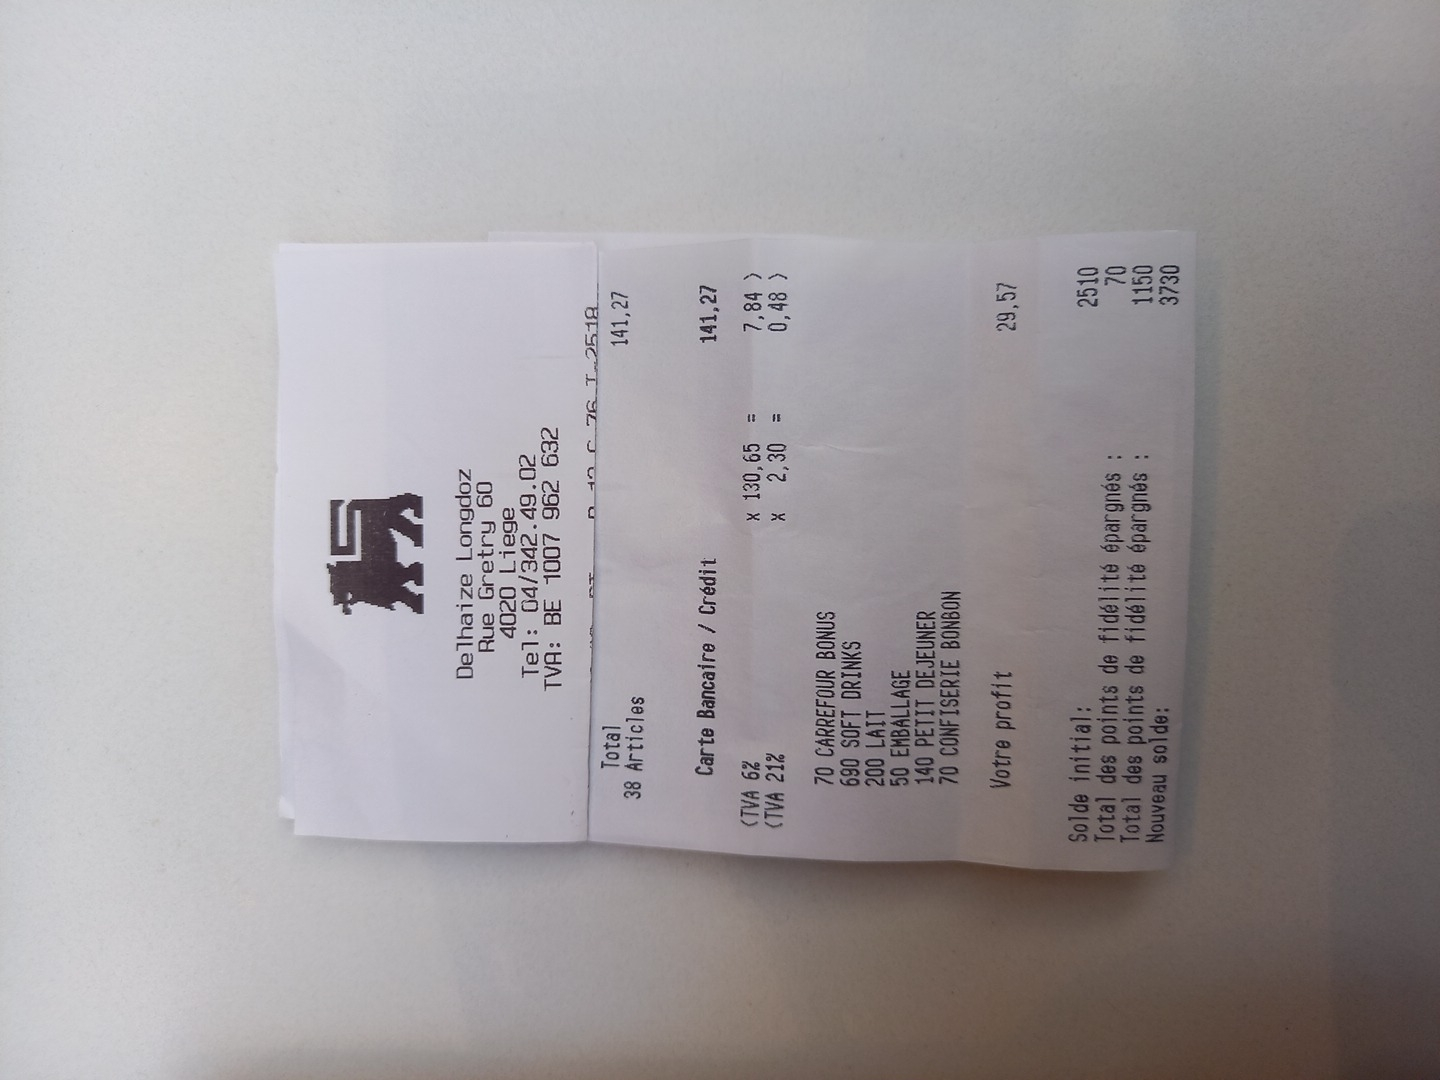 Delhaize Longdoz
Rue Gretry 60
4020 Liege
Tel: 04/342.49.02
TVA: BE 1007 962 632
Total 141,27
38 Articles
Carte Bancaire / Crédit 141,27
(TVA 6% x 130,65 = 7,84 )
(TVA 21% x 2,30 = 0,48 )
70 CARREFOUR BONUS
690 SOFT DRINKS
200 LAIT
50 EMBALLAGE
140 PETIT DEJEUNER
70 CONFISERIE BONBON
Votre profit 29,57
Solde initial: 2510
Total des points de fidélité épargnés : 70
Total des points de fidélité épargnés : 1150
Nouveau solde: 3730